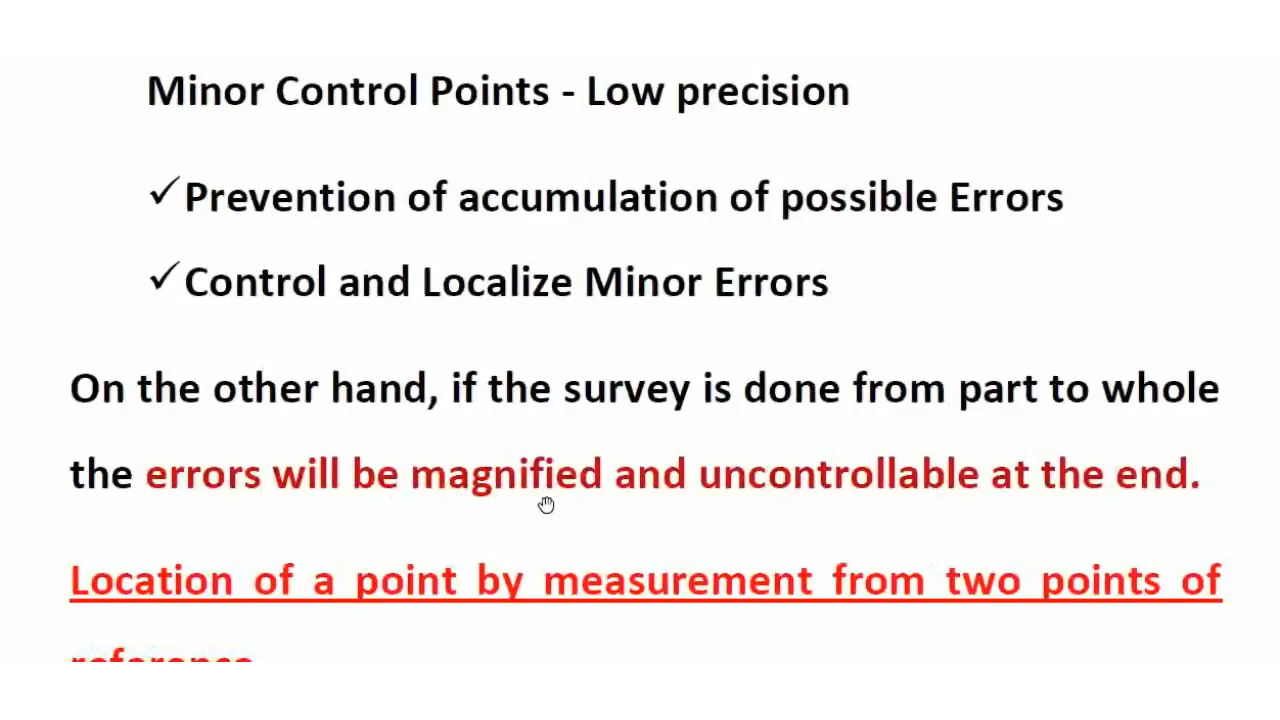 Minor Control Points - Low precision
✓Prevention of accumulation of possible Errors
✓Control and Localize Minor Errors
On the other hand, if the survey is done from part to whole
the errors will be magnified and uncontrollable at the end.
Location of a point by measurement from two points of
reference